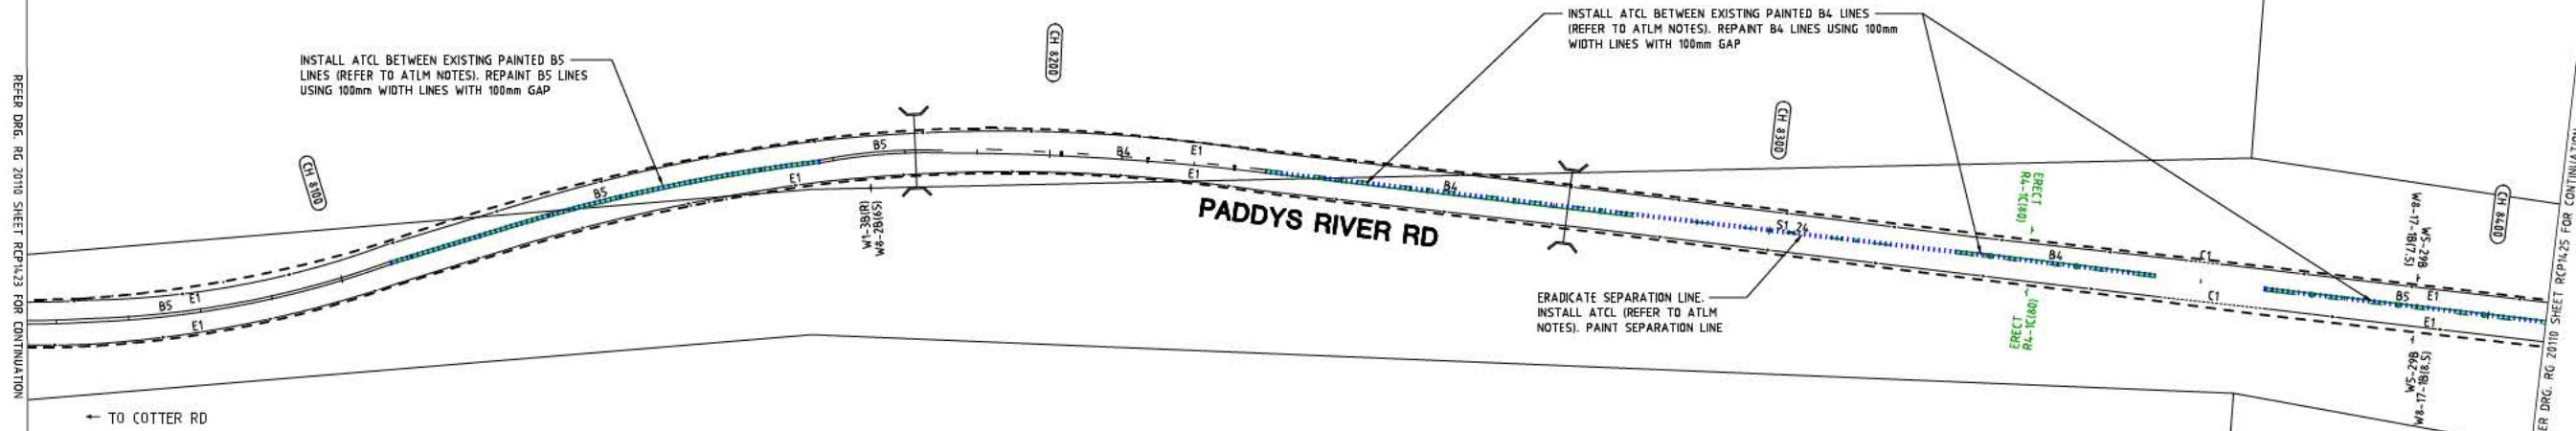 REFER DRG. RG 20110 SHEET RCP1423 FOR CONTINUATION
INSTALL ATCL BETWEEN EXISTING PAINTED B5
LINES (REFER TO ATLM NOTES). REPAINT B5 LINES
USING 100mm WIDTH LINES WITH 100mm GAP
CH 8100
CH 8200
INSTALL ATCL BETWEEN EXISTING PAINTED B4 LINES
(REFER TO ATLM NOTES). REPAINT B4 LINES USING 100mm
WIDTH LINES WITH 100mm GAP
CH 8300
CH 8400
B5
E1
E1
B5
E1
B5
W1-3B(R)
W8-2B(65)
B4
E1
E1
PADDYS RIVER RD
B4
S1 24
ERADICATE SEPARATION LINE.
INSTALL ATCL (REFER TO ATLM
NOTES). PAINT SEPARATION LINE
ERECT
R4-1C(80)
B4
ERECT
R4-1C(80)
C1
C1
W5-29B
W8-17-1B(7.5)
B5
E1
E1
W5-29B
W8-17-1B(8.5)
ER DRG. RG 20110 SHEET RCP1425 FOR CONTINUATION
← TO COTTER RD